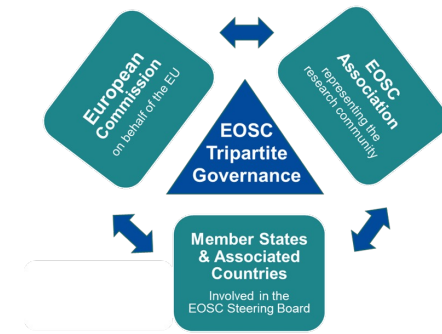 European
Commission
on behalf of the EU
EOSC
Association
representing the
research community
EOSC
Tripartite
Governance
Member States
& Associated
Countries
Involved in the
EOSC Steering Board